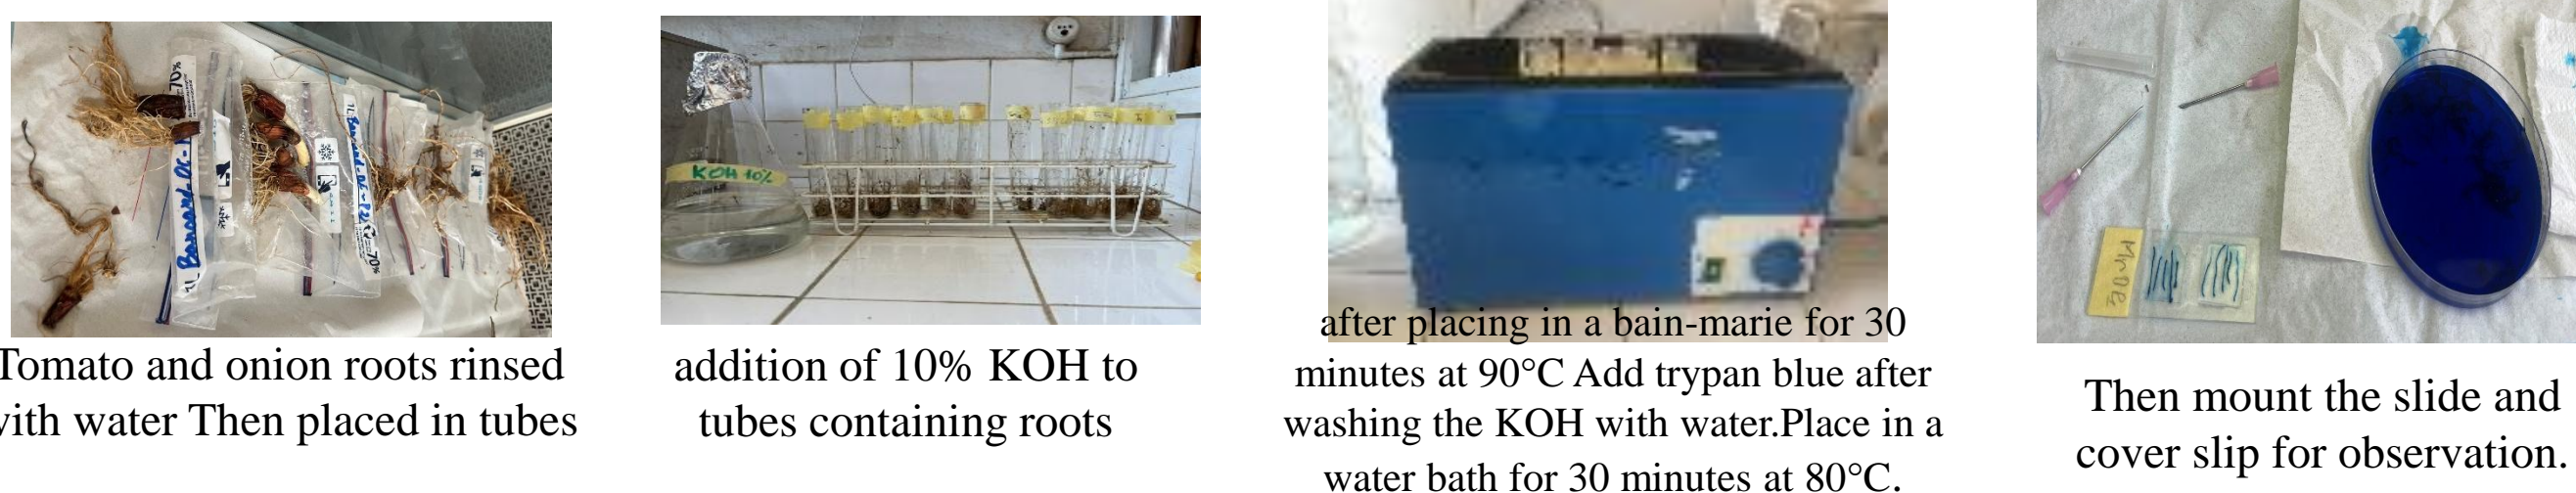 70%
70%
KOH 10%
Tomato and onion roots rinsed
with water Then placed in tubes
addition of 10% KOH to
tubes containing roots
after placing in a bain-marie for 30
minutes at 90°C Add trypan blue after
washing the KOH with water.Place in a
water bath for 30 minutes at 80°C.
Then mount the slide and
cover slip for observation.